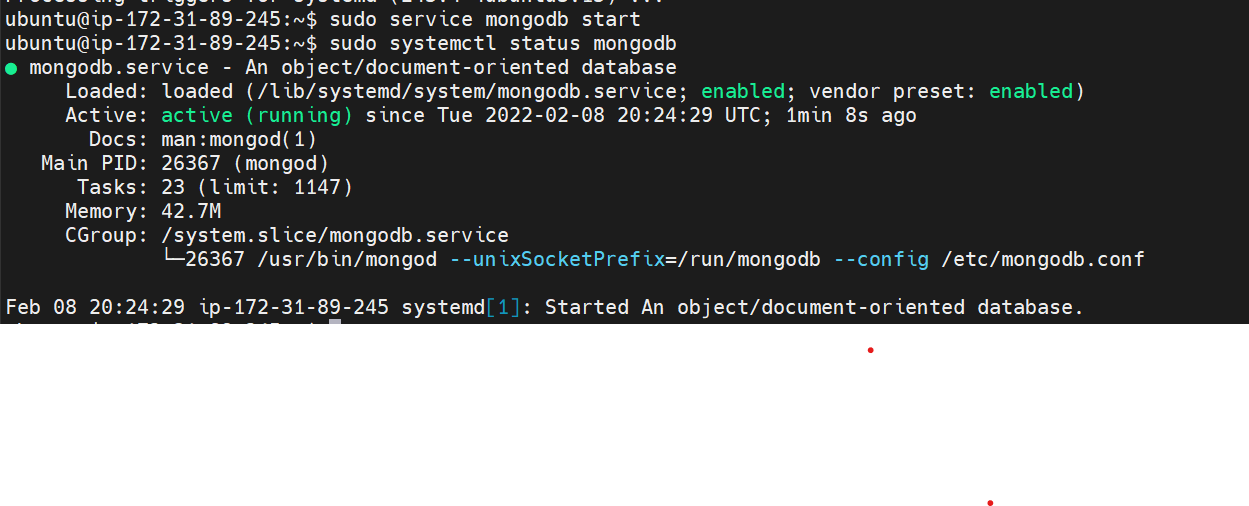 Processing triggers for systemd
ubuntu@ip-172-31-89-245:~$ sudo service mongodb start
ubuntu@ip-172-31-89-245:~$ sudo systemctl status mongodb
● mongodb.service - An object/document-oriented database
Loaded: loaded (/lib/systemd/system/mongodb.service; enabled; vendor preset: enabled)
Active: active (running) since Tue 2022-02-08 20:24:29 UTC; 1min 8s ago
Docs: man:mongod(1)
Main PID: 26367 (mongod)
Tasks: 23 (limit: 1147)
Memory: 42.7M
CGroup: /system.slice/mongodb.service
└─26367 /usr/bin/mongod --unixSocketPrefix=/run/mongodb --config /etc/mongodb.conf
Feb 08 20:24:29 ip-172-31-89-245 systemd[1]: Started An object/document-oriented database.